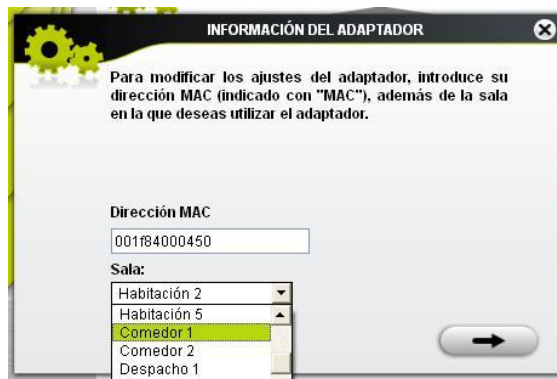 INFORMACIÓN DEL ADAPTADOR
Para modificar los ajustes del adaptador, introduce su
dirección MAC (indicado con "MAC"), además de la sala
en la que deseas utilizar el adaptador.
Dirección MAC
001f84000450
Sala:
Habitación 2
Habitación 5
Comedor 1
Comedor 2
Despacho 1